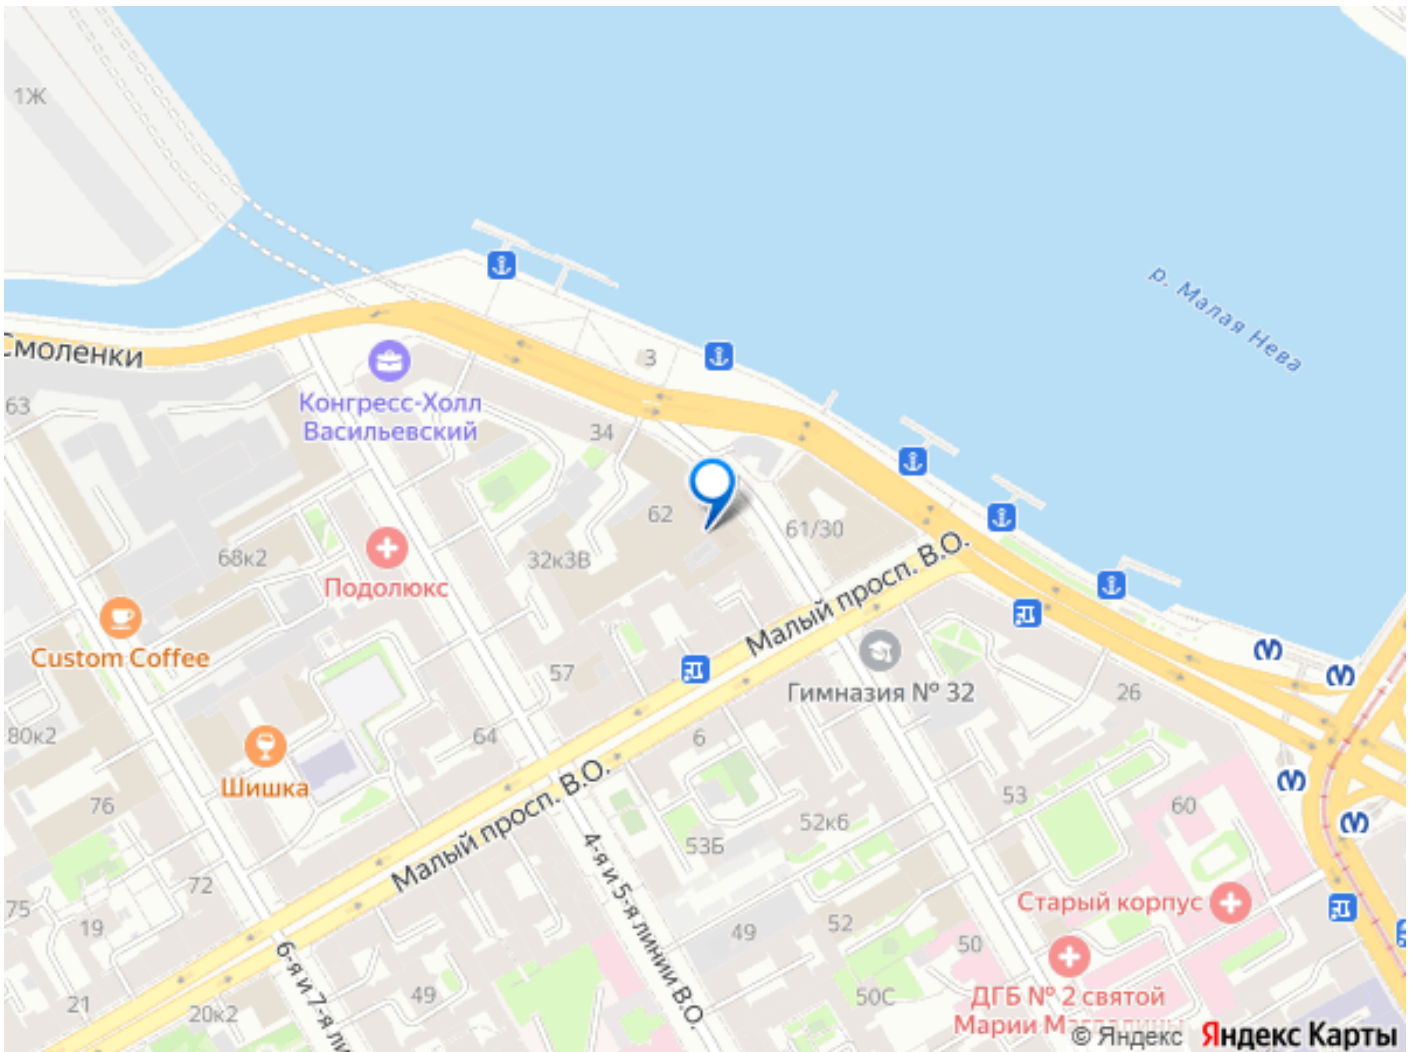 1Ж
р. Малая Нева
Смоленки
3
63
Конгресс-Холл
Васильевский
34
62
61/30
68к2
32к3В
Подолюкс
Малый просп. В.О.
Custom Coffee
57
Гимназия № 32
26
80к2
64
6
Шишка
53
60
76
Малый просп. В.О.
52к6
53Б
4-я и 5-я линии В.О.
72
Старый корпус
75
19
49
52
50
6-я и 7-я ли
21
20к2
49
50С
ДГБ № 2 святой
Марии Магдалины
© Яндекс Яндекс Карты